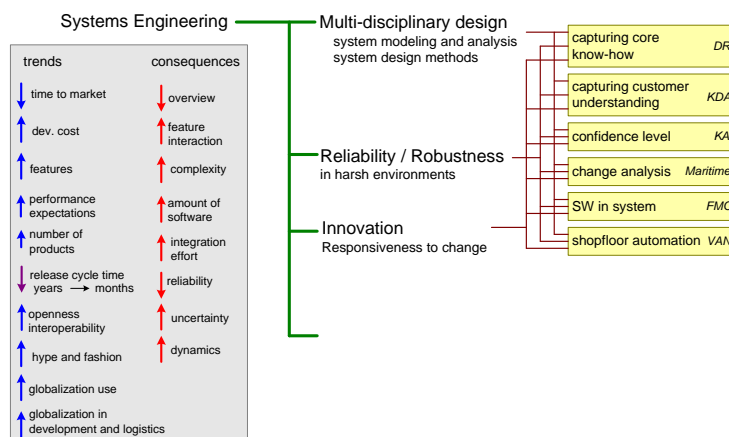 Systems Engineering
trends
consequences
time to market
dev. cost
features
performance
expectations
number of
products
release cycle time
years
months
openness
interoperability
hype and fashion
globalization use
globalization in
development and logistics
overview
feature
interaction
complexity
amount of
software
integration
effort
reliability
uncertainty
dynamics
Multi-disciplinary design
system modeling and analysis
system design methods
Reliability / Robustness
in harsh environments
Innovation
Responsiveness to change
capturing core
know-how
DR
capturing customer
understanding
KDA
confidence level
KA
change analysis
Maritime
SW in system
FMC
shopfloor automation
VAN